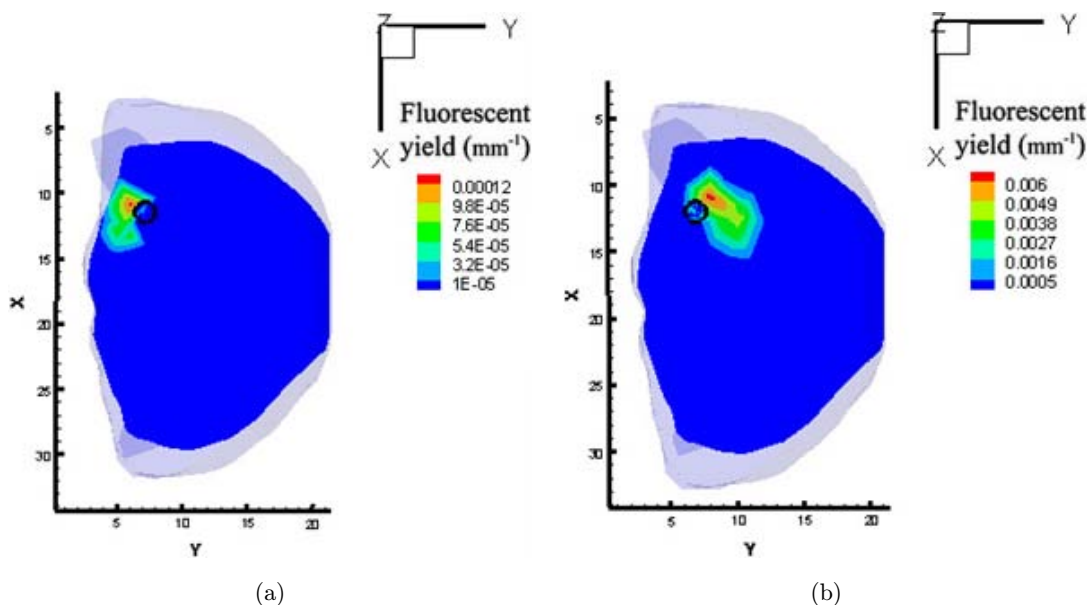 Z
Y
X
Fluorescent
yield (mm⁻¹)
0.00012
9.8E-05
7.6E-05
5.4E-05
3.2E-05
1E-05
5
10
15
20
25
30
X
5
10
15
20
Y
(a)
Z
Y
X
Fluorescent
yield (mm⁻¹)
0.006
0.0049
0.0038
0.0027
0.0016
0.0005
5
10
15
20
25
30
X
5
10
15
20
Y
(b)